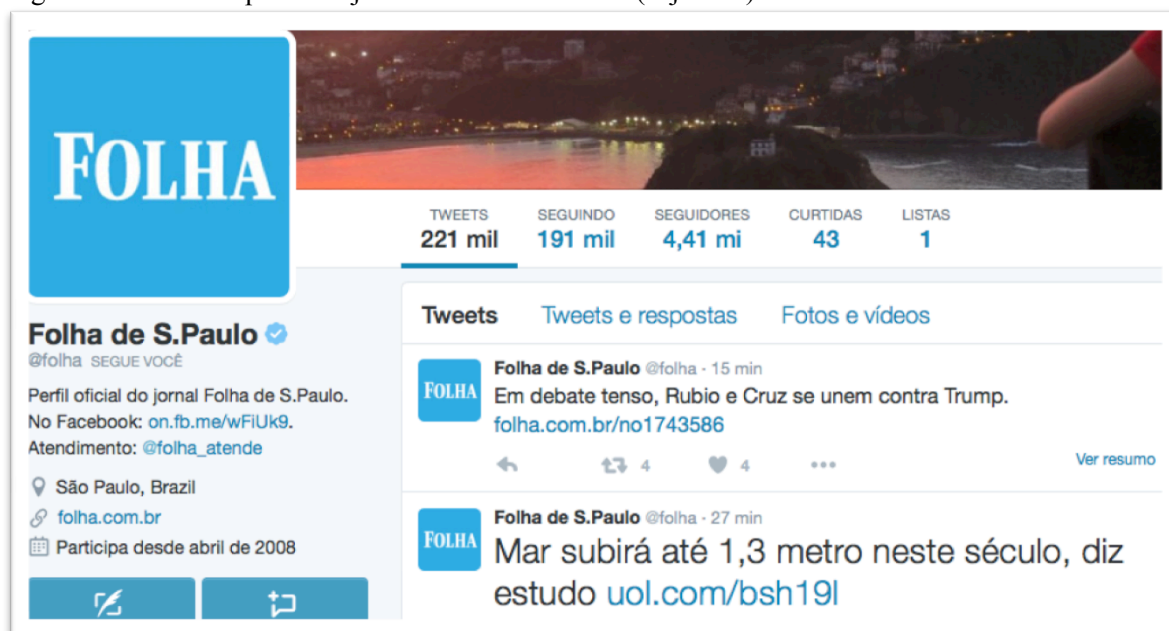 FOLHA
TWEETS
221 mil
SEGUINDO
191 mil
SEGUIDORES
4,41 mi
CURTIDAS
43
LISTAS
1
Folha de S.Paulo
@folha SEGUE VOCÊ
Perfil oficial do jornal Folha de S.Paulo.
No Facebook: on.fb.me/wFiUk9.
Atendimento: @folha_atende
São Paulo, Brazil
folha.com.br
Participa desde abril de 2008
Tweets Tweets e respostas Fotos e vídeos
FOLHA
Folha de S.Paulo @folha · 15 min
Em debate tenso, Rubio e Cruz se unem contra Trump.
folha.com.br/no1743586
4 4
Ver resumo
FOLHA
Folha de S.Paulo @folha · 27 min
Mar subirá até 1,3 metro neste século, diz
estudo uol.com/bsh19l